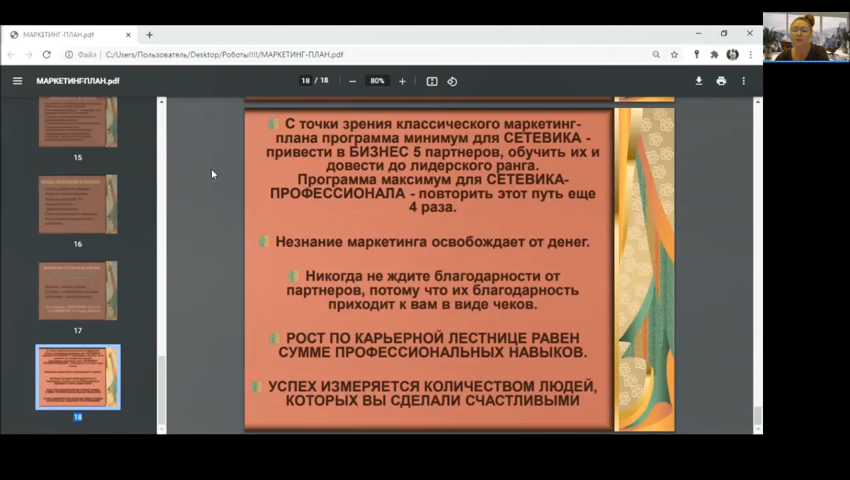 МАРКЕТИНГ-ПЛАН.pdf
Файл | C:/Users/Пользователь/Desktop/Роботы!!!!/МАРКЕТИНГ-ПЛАН.pdf
МАРКЕТИНГ-ПЛАН.pdf
18 / 18
80%
15
16
17
18
С точки зрения классического маркетинг-
плана программа минимум для СЕТЕВИКА -
привести в БИЗНЕС 5 партнеров, обучить их и
довести до лидерского ранга.
Программа максимум для СЕТЕВИКА-
ПРОФЕССИОНАЛА - повторить этот путь еще
4 раза.
Незнание маркетинга освобождает от денег.
Никогда не ждите благодарности от
партнеров, потому что их благодарность
приходит к вам в виде чеков.
РОСТ ПО КАРЬЕРНОЙ ЛЕСТНИЦЕ РАВЕН
СУММЕ ПРОФЕССИОНАЛЬНЫХ НАВЫКОВ.
УСПЕХ ИЗМЕРЯЕТСЯ КОЛИЧЕСТВОМ ЛЮДЕЙ,
КОТОРЫХ ВЫ СДЕЛАЛИ СЧАСТЛИВЫМИ